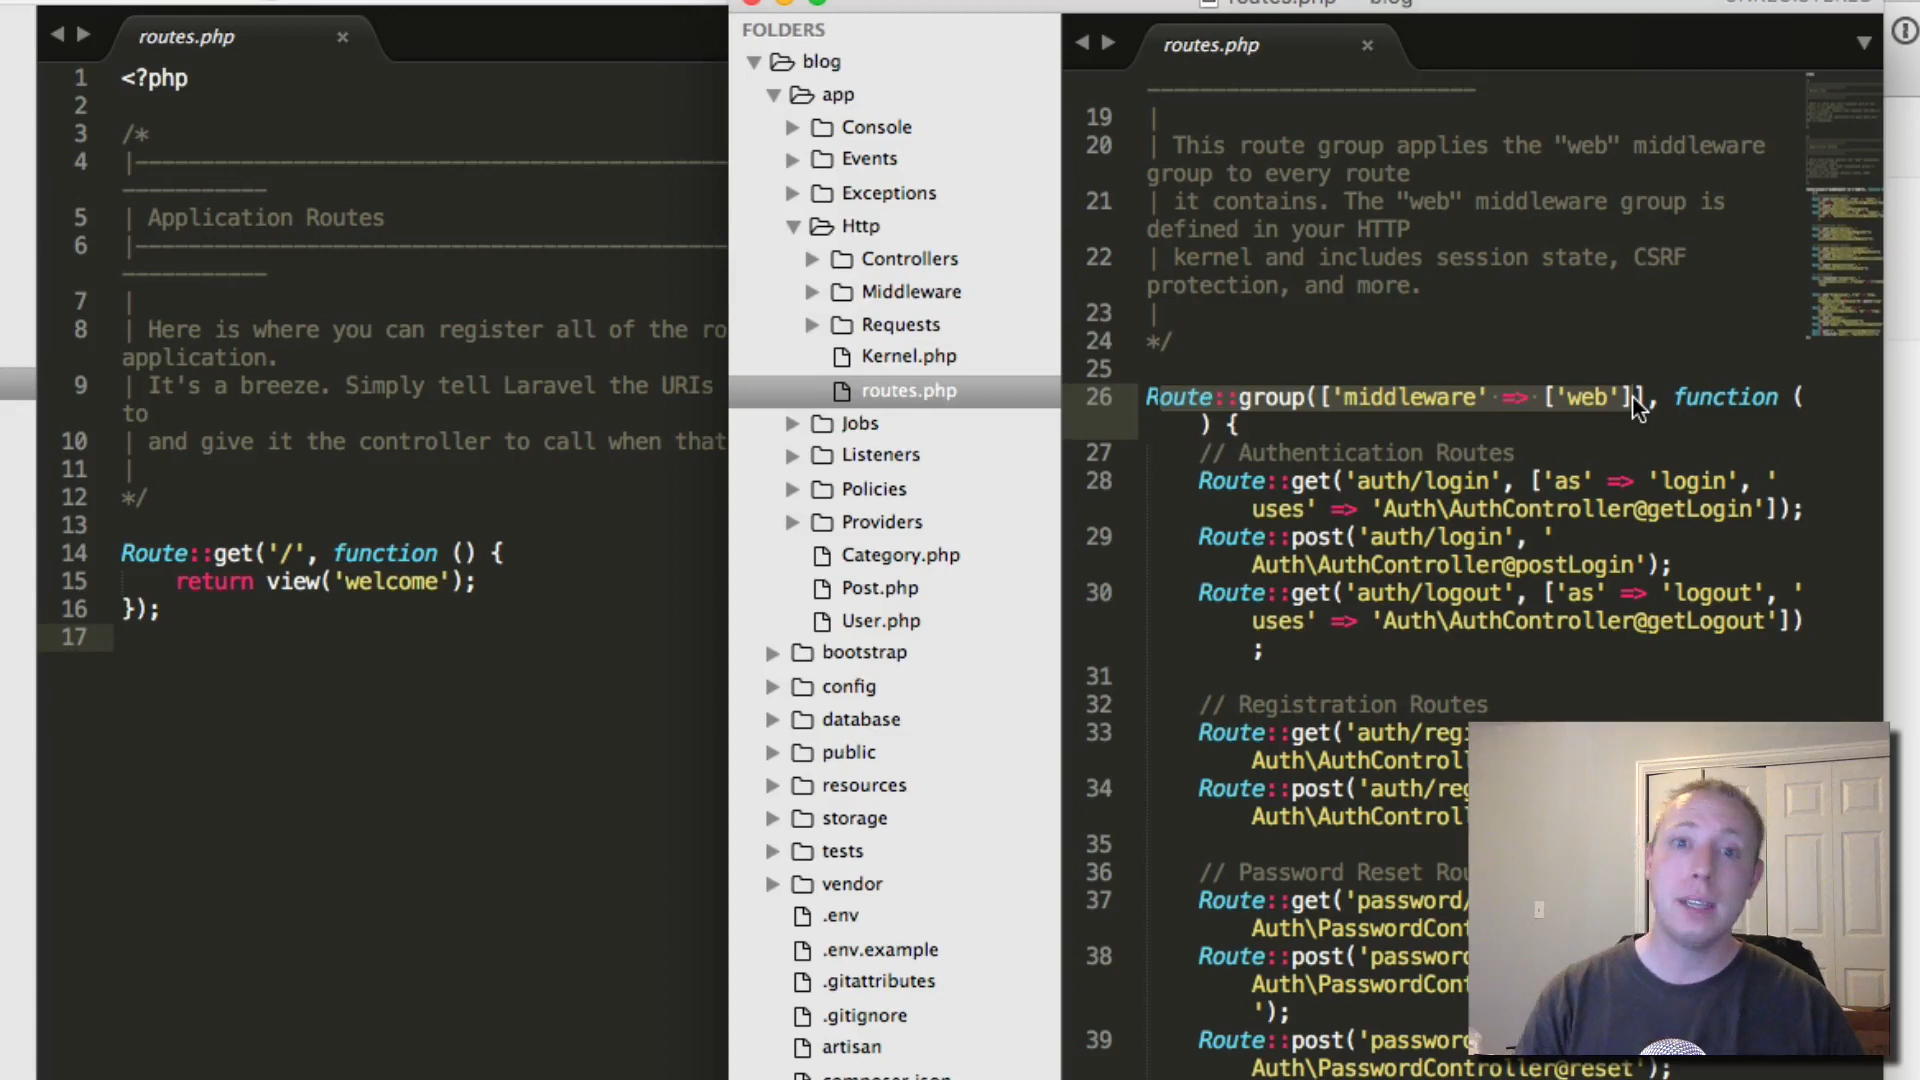 routes.php
1 <?php
2
3 /*
4 |
5 | Application Routes
6 |
7 |
8 | Here is where you can register all of the ro
application.
9 | It's a breeze. Simply tell Laravel the URIs
to
10 | and give it the controller to call when that
11 |
12 */
13
14 Route::get('/', function () {
15 return view('welcome');
16 });
17
FOLDERS
blog
app
Console
Events
Exceptions
Http
Controllers
Middleware
Requests
Kernel.php
routes.php
Jobs
Listeners
Policies
Providers
Category.php
Post.php
User.php
bootstrap
config
database
public
resources
storage
tests
vendor
.env
.env.example
.gitattributes
.gitignore
artisan
composer.json
routes.php — blog
UNREGISTERED
routes.php
19 |
20 | This route group applies the "web" middleware
group to every route
21 | it contains. The "web" middleware group is
defined in your HTTP
22 | kernel and includes session state, CSRF
protection, and more.
23 |
24 */
25
26 Route::group(['middleware' => ['web']], function (
) {
27 // Authentication Routes
28 Route::get('auth/login', ['as' => 'login', '
uses' => 'Auth\AuthController@getLogin']);
29 Route::post('auth/login', '
Auth\AuthController@postLogin');
30 Route::get('auth/logout', ['as' => 'logout', '
uses' => 'Auth\AuthController@getLogout'])
;
31
32 // Registration Routes
33 Route::get('auth/reg
Auth\AuthControl
34 Route::post('auth/reg
Auth\AuthControl
35
36 // Password Reset Rou
37 Route::get('password/
Auth\PasswordCont
38 Route::post('password
Auth\PasswordCont
');
39 Route::post('password
Auth\PasswordController@reset');